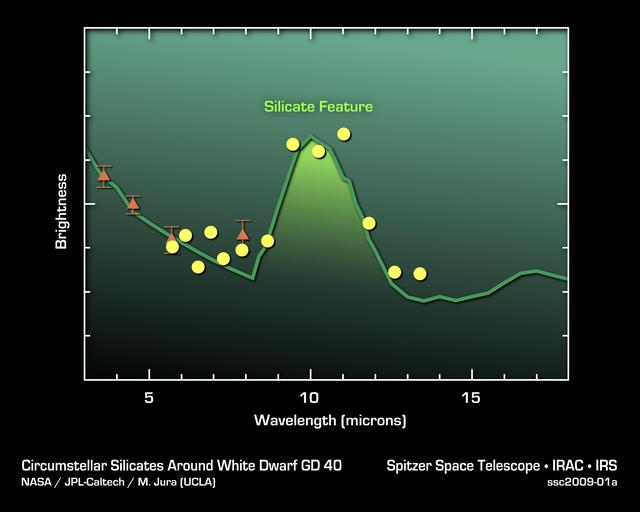 Silicate Feature
Brightness
5 10 15
Wavelength (microns)
Circumstellar Silicates Around White Dwarf GD 40
NASA / JPL-Caltech / M. Jura (UCLA)
Spitzer Space Telescope • IRAC • IRS
ssc2009-01a